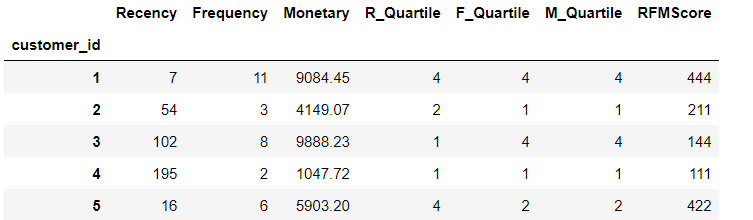 Recency Frequency Monetary R_Quartile F_Quartile M_Quartile RFMScore
customer_id
1 7 11 9084.45 4 4 4 444
2 54 3 4149.07 2 1 1 211
3 102 8 9888.23 1 4 4 144
4 195 2 1047.72 1 1 1 111
5 16 6 5903.20 4 2 2 422